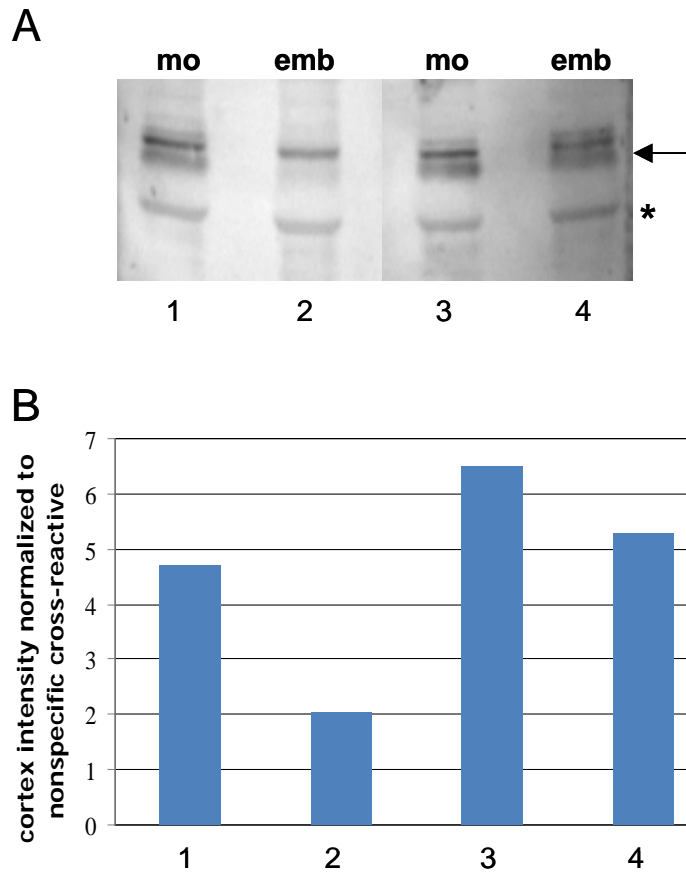 A
mo emb mo emb
*
1 2 3 4
B
cortex intensity normalized to
nonspecific cross-reactive
7
6
5
4
3
2
1
0
1 2 3 4